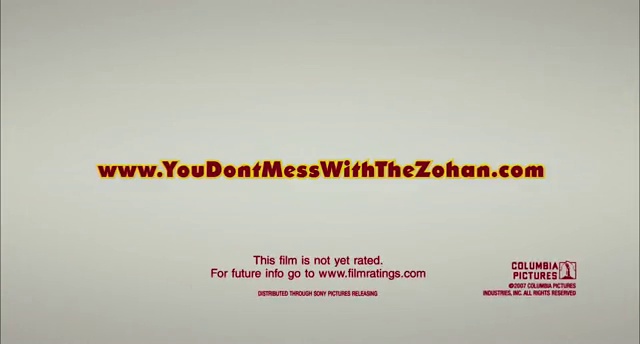 www.YouDontMessWithTheZohan.com
This film is not yet rated.
For future info go to www.filmratings.com
DISTRIBUTED THROUGH SONY PICTURES RELEASING
COLUMBIA
PICTURES
©2007 COLUMBIA PICTURES
INDUSTRIES, INC. ALL RIGHTS RESERVED